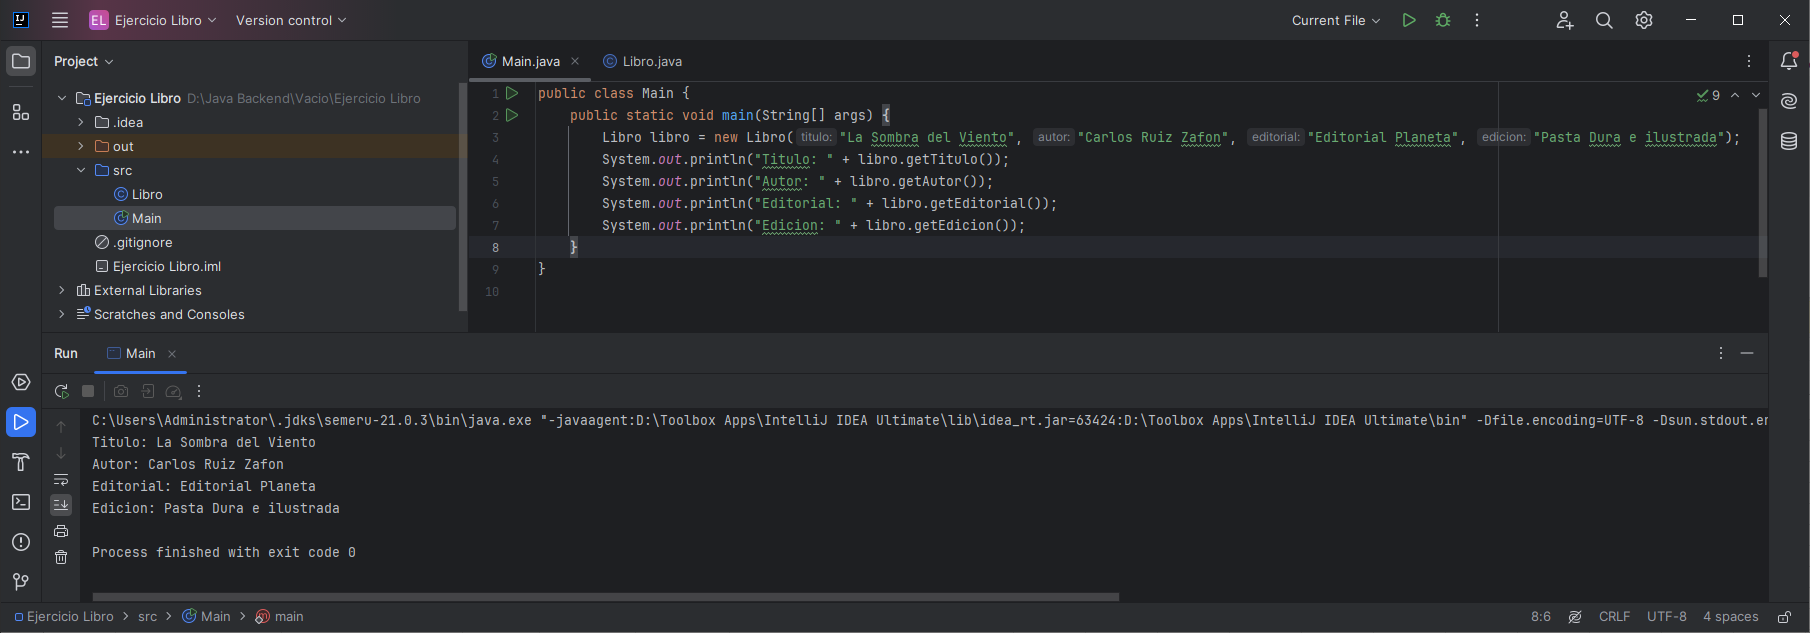 EL Ejercicio Libro Version control Current File
Project
Main.java
Libro.java
Ejercicio Libro D:\Java Backend\Vacio\Ejercicio Libro
.idea
out
src
Libro
Main
.gitignore
Ejercicio Libro.iml
External Libraries
Scratches and Consoles
9
1 public class Main {
2 public static void main(String[] args) {
3 Libro libro = new Libro( titulo: "La Sombra del Viento", autor: "Carlos Ruiz Zafon", editorial: "Editorial Planeta", edicion: "Pasta Dura e ilustrada");
4 System.out.println("Titulo: " + libro.getTitulo());
5 System.out.println("Autor: " + libro.getAutor());
6 System.out.println("Editorial: " + libro.getEditorial());
7 System.out.println("Edicion: " + libro.getEdicion());
8 }
9 }
10
Run Main
C:\Users\Administrator\.jdks\semeru-21.0.3\bin\java.exe "-javaagent:D:\Toolbox Apps\IntelliJ IDEA Ultimate\lib\idea_rt.jar=63424:D:\Toolbox Apps\IntelliJ IDEA Ultimate\bin" -Dfile.encoding=UTF-8 -Dsun.stdout.en
Titulo: La Sombra del Viento
Autor: Carlos Ruiz Zafon
Editorial: Editorial Planeta
Edicion: Pasta Dura e ilustrada
Process finished with exit code 0
Ejercicio Libro > src > Main > main 8:6 CRLF UTF-8 4 spaces